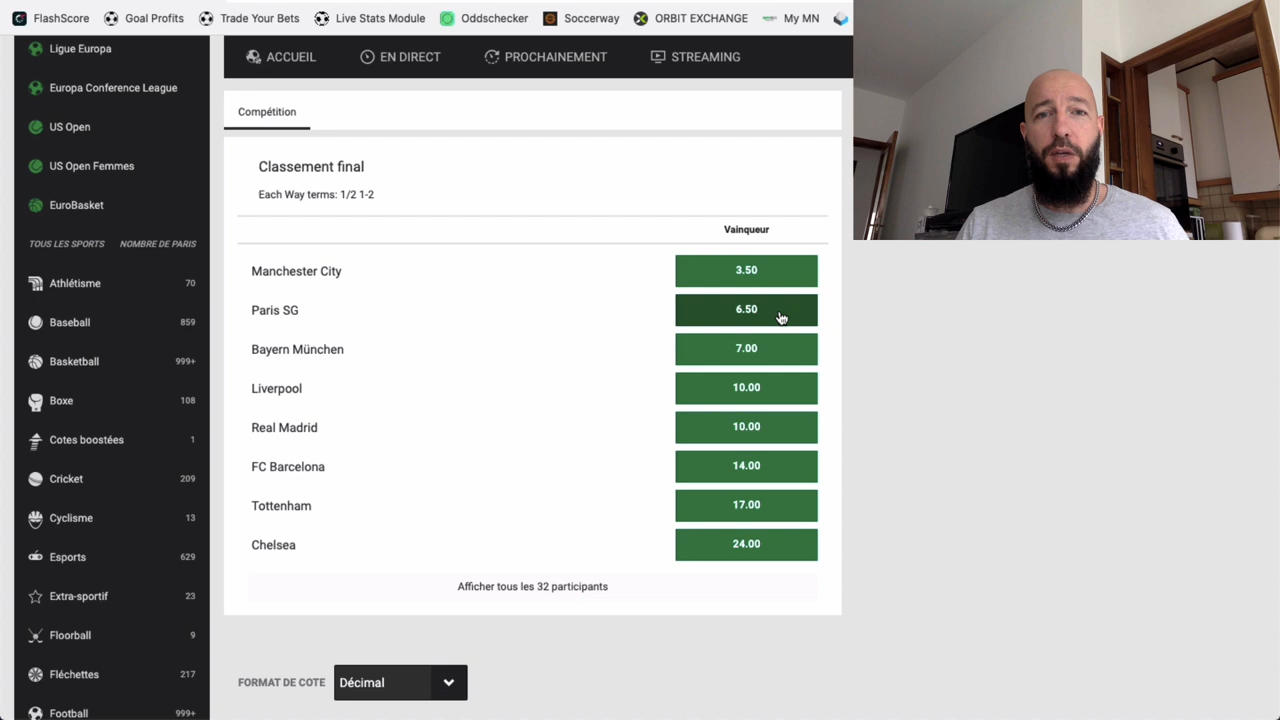 FlashScore
Goal Profits
Trade Your Bets
Live Stats Module
Oddschecker
Soccerway
ORBIT EXCHANGE
My MN
Ligue Europa
Europa Conference League
US Open
US Open Femmes
EuroBasket
TOUS LES SPORTS NOMBRE DE PARIS
Athlétisme 70
Baseball 859
Basketball 999+
Boxe 108
Cotes boostées 1
Cricket 209
Cyclisme 13
Esports 629
Extra-sportif 23
Floorball 9
Fléchettes 217
Football 999+
ACCUEIL
EN DIRECT
PROCHAINEMENT
STREAMING
Compétition
Classement final
Each Way terms: 1/2 1-2
Vainqueur
Manchester City 3.50
Paris SG 6.50
Bayern München 7.00
Liverpool 10.00
Real Madrid 10.00
FC Barcelona 14.00
Tottenham 17.00
Chelsea 24.00
Afficher tous les 32 participants
FORMAT DE COTE Décimal